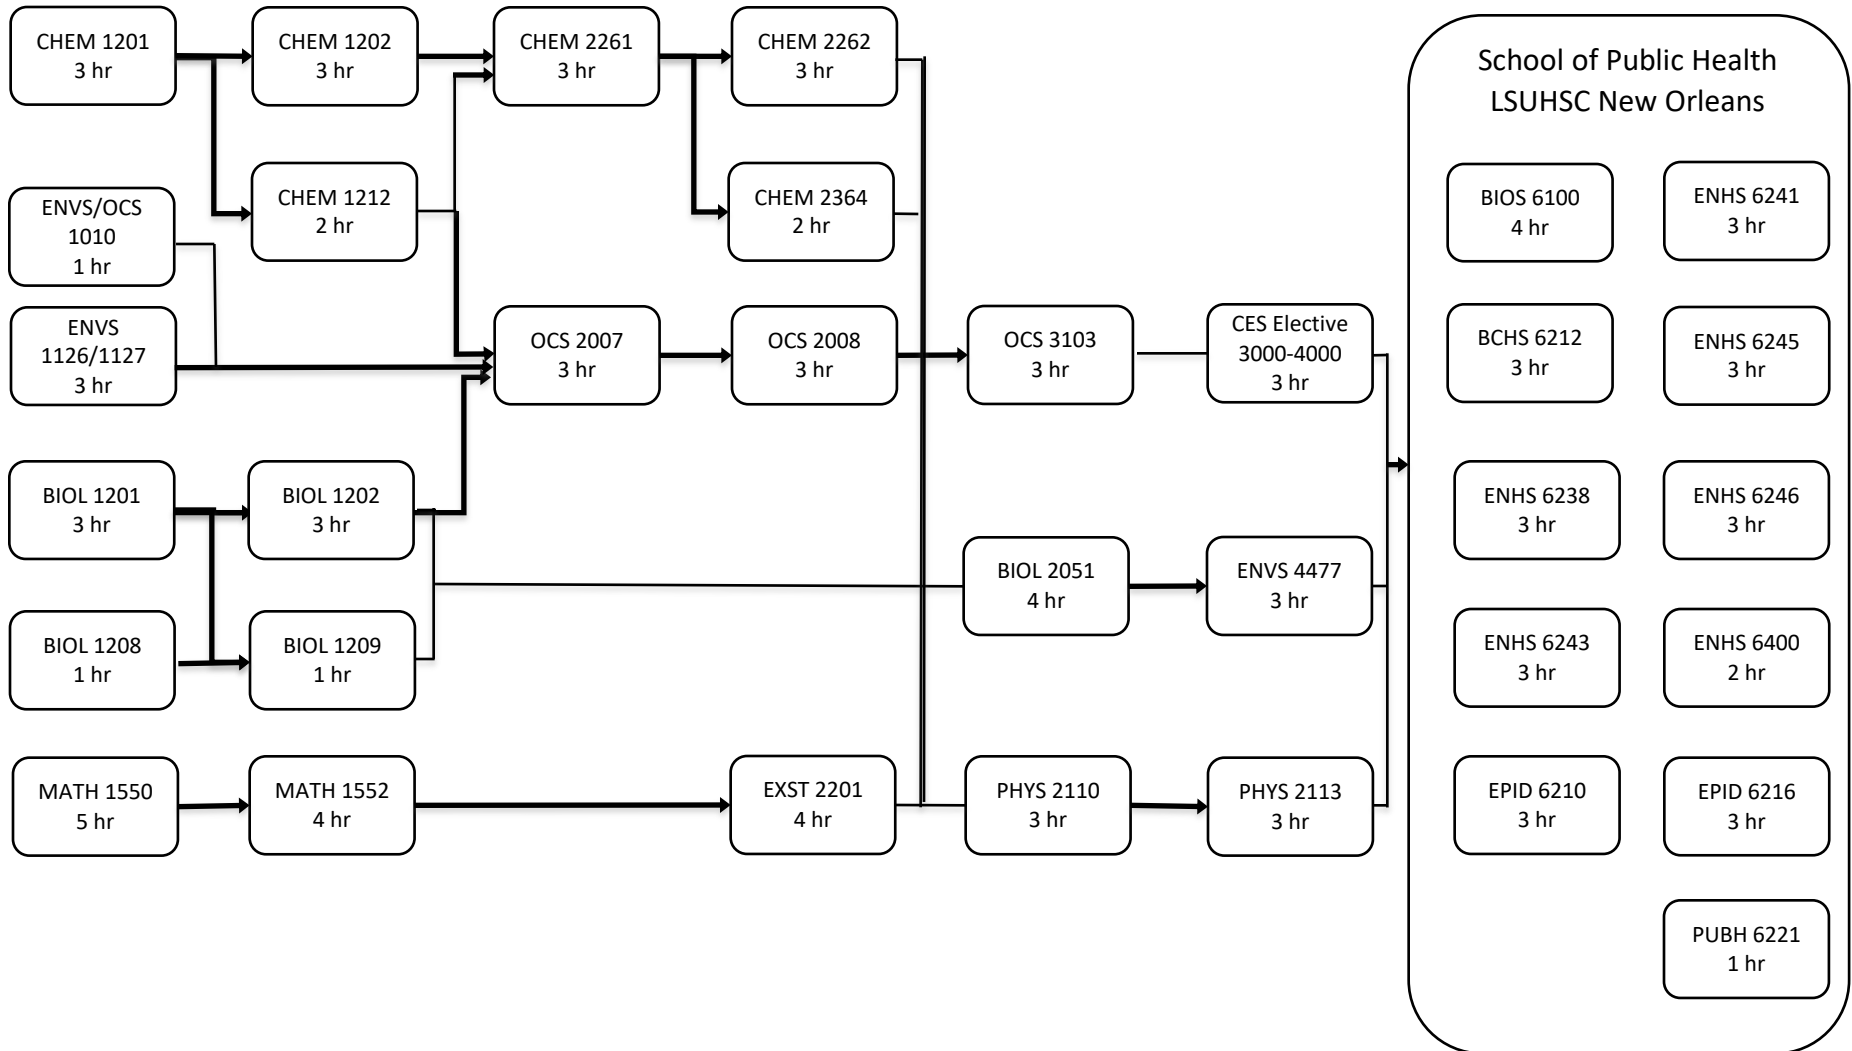 CHEM 1201
3 hr
CHEM 1202
3 hr
CHEM 2261
3 hr
CHEM 2262
3 hr
School of Public Health
LSUHSC New Orleans
ENVS/OCS
1010
1 hr
CHEM 1212
2 hr
CHEM 2364
2 hr
BIOS 6100
4 hr
ENHS 6241
3 hr
ENVS
1126/1127
3 hr
OCS 2007
3 hr
OCS 2008
3 hr
OCS 3103
3 hr
CES Elective
3000-4000
3 hr
BCHS 6212
3 hr
ENHS 6245
3 hr
BIOL 1201
3 hr
BIOL 1202
3 hr
ENHS 6238
3 hr
ENHS 6246
3 hr
BIOL 2051
4 hr
ENVS 4477
3 hr
BIOL 1208
1 hr
BIOL 1209
1 hr
ENHS 6243
3 hr
ENHS 6400
2 hr
MATH 1550
5 hr
MATH 1552
4 hr
EXST 2201
4 hr
PHYS 2110
3 hr
PHYS 2113
3 hr
EPID 6210
3 hr
EPID 6216
3 hr
PUBH 6221
1 hr